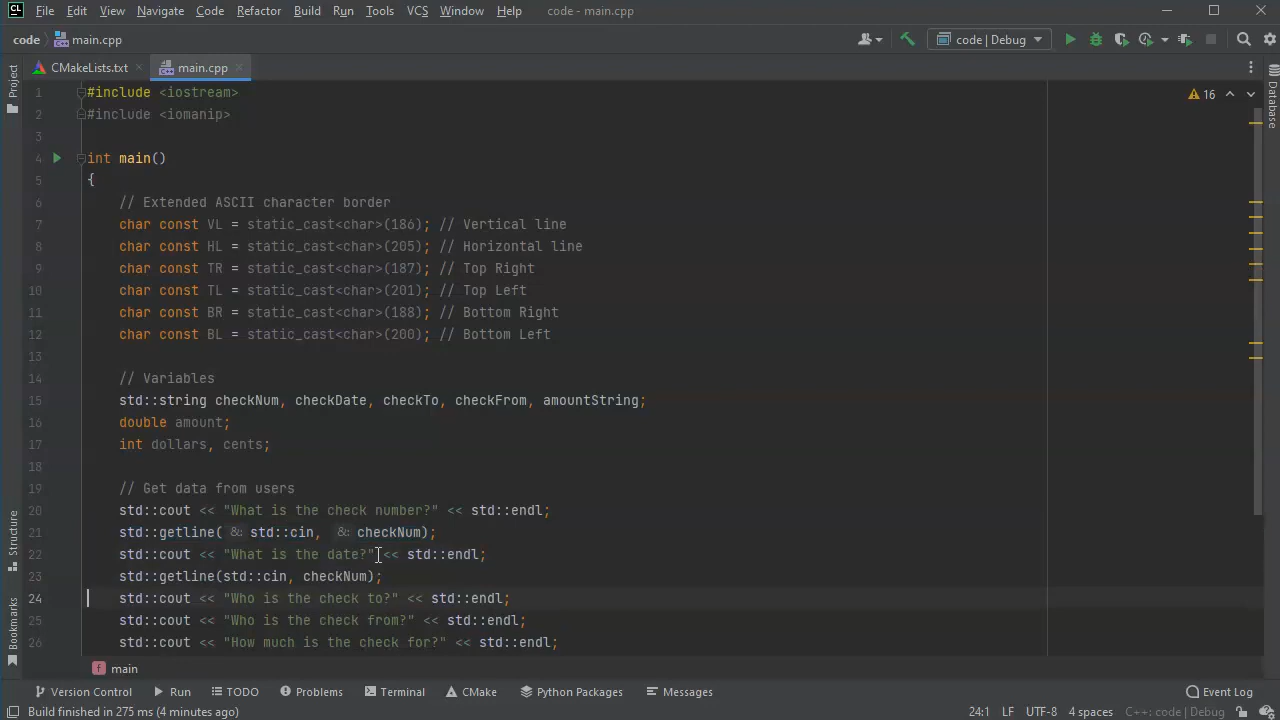 CL File Edit View Navigate Code Refactor Build Run Tools VCS Window Help code - main.cpp
code main.cpp code | Debug
Project CMakeLists.txt main.cpp Database
1 #include <iostream> 16
2 #include <iomanip>
3
4 int main()
5 {
6 // Extended ASCII character border
7 char const VL = static_cast<char>(186); // Vertical line
8 char const HL = static_cast<char>(205); // Horizontal line
9 char const TR = static_cast<char>(187); // Top Right
10 char const TL = static_cast<char>(201); // Top Left
11 char const BR = static_cast<char>(188); // Bottom Right
12 char const BL = static_cast<char>(200); // Bottom Left
13
14 // Variables
15 std::string checkNum, checkDate, checkTo, checkFrom, amountString;
16 double amount;
17 int dollars, cents;
18
19 // Get data from users
20 std::cout << "What is the check number?" << std::endl;
21 std::getline( &: std::cin, &: checkNum);
22 std::cout << "What is the date?" << std::endl;
23 std::getline(std::cin, checkNum);
24 std::cout << "Who is the check to?" << std::endl;
25 std::cout << "Who is the check from?" << std::endl;
26 std::cout << "How much is the check for?" << std::endl;
Structure
Bookmarks
f main
Version Control Run TODO Problems Terminal CMake Python Packages Messages Event Log
Build finished in 275 ms (4 minutes ago) 24:1 LF UTF-8 4 spaces C++: code | Debug